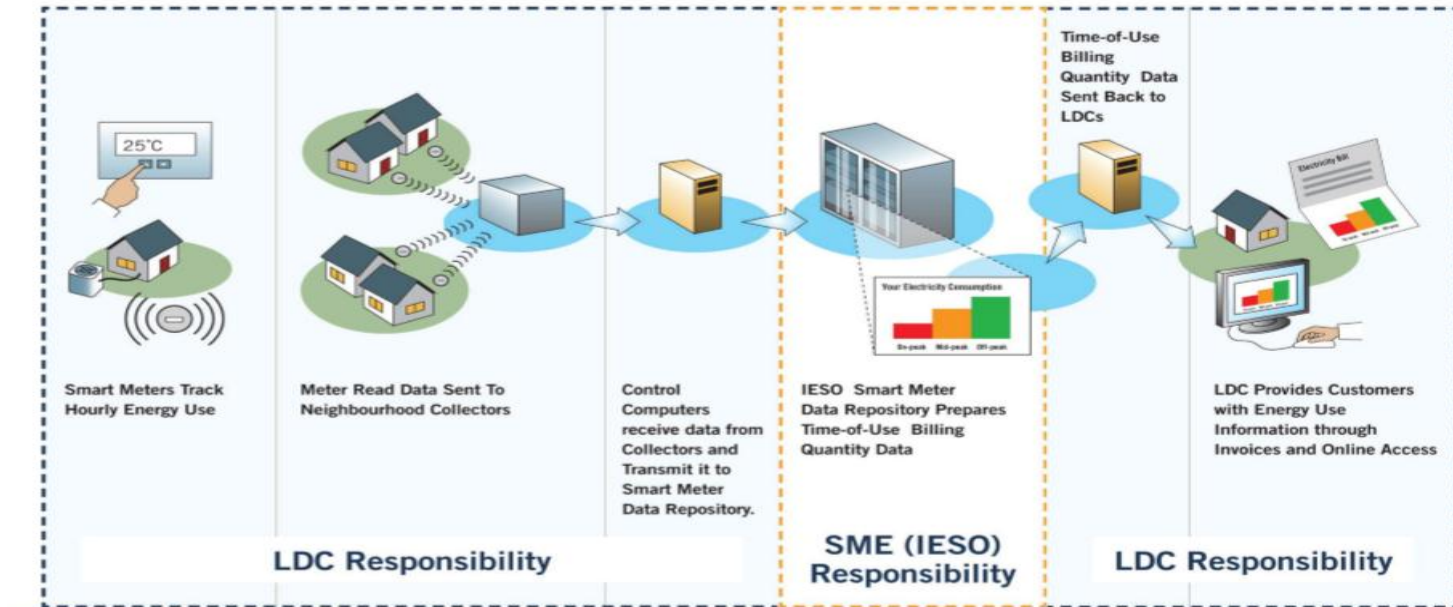 25°C
Smart Meters Track
Hourly Energy Use
Meter Read Data Sent To
Neighbourhood Collectors
Control
Computers
receive data from
Collectors and
Transmit it to
Smart Meter
Data Repository.
Your Electricity Consumption
On-peak Mid-peak Off-peak
IESO Smart Meter
Data Repository Prepares
Time-of-Use Billing
Quantity Data
Time-of-Use
Billing
Quantity Data
Sent Back to
LDCs
Electricity Bill
LDC Provides Customers
with Energy Use
Information through
Invoices and Online Access
LDC Responsibility
SME (IESO)
Responsibility
LDC Responsibility